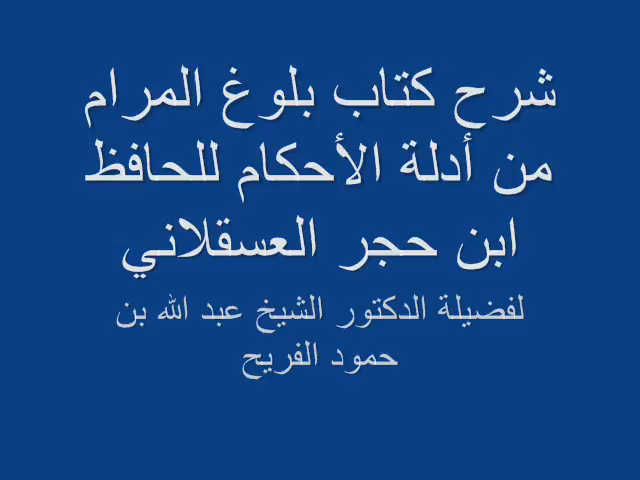 شرح كتاب بلوغ المرام
من أدلة الأحكام للحافظ
ابن حجر العسقلاني
لفضيلة الدكتور الشيخ عبد الله بن
حمود الفريح